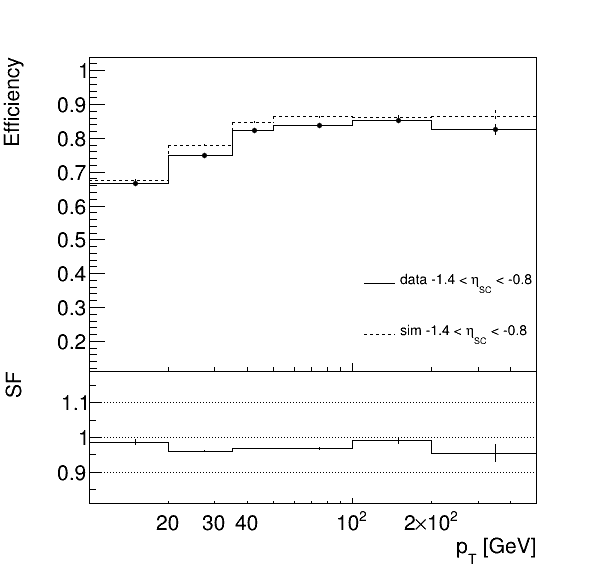 Efficiency
1
0.9
0.8
0.7
0.6
0.5
0.4
0.3
0.2
data -1.4 < η_SC < -0.8
sim -1.4 < η_SC < -0.8
SF
1.1
1
0.9
20 30 40 10² 2×10²
p_T [GeV]